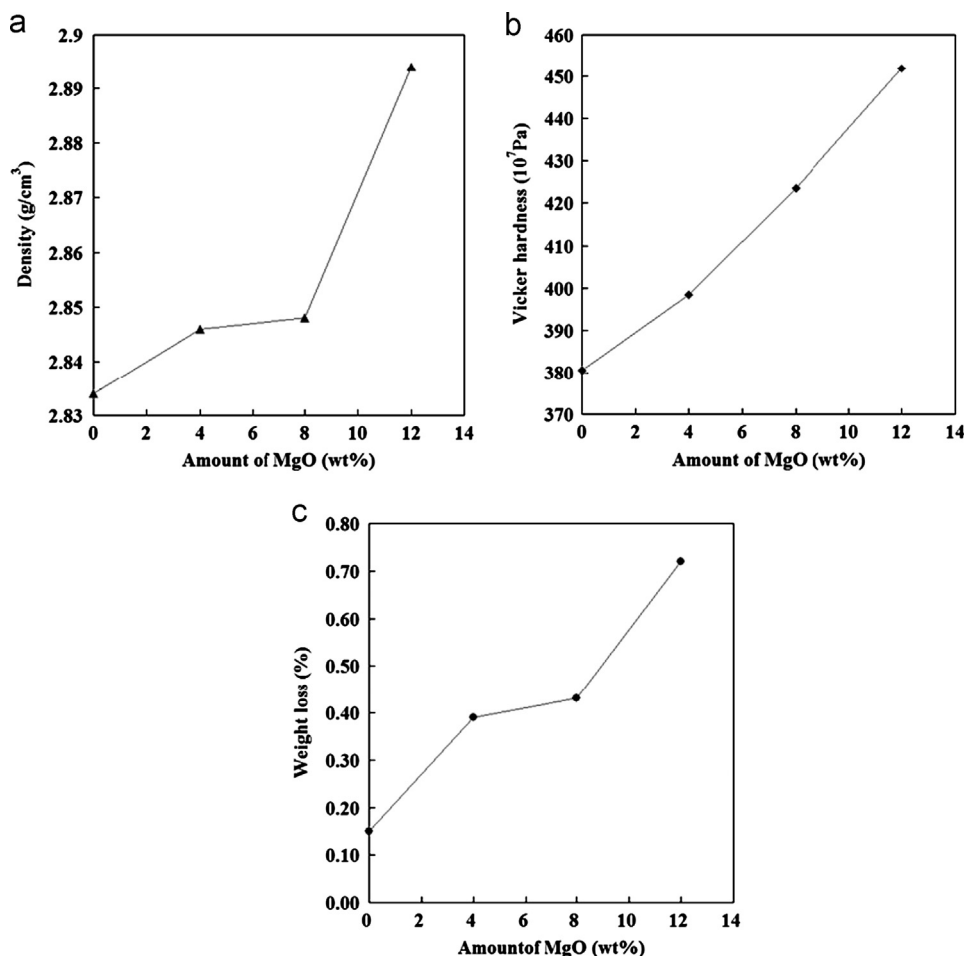 a
2.9
2.89
2.88
2.87
2.86
2.85
2.84
2.83
Density (g/cm³)
0 2 4 6 8 10 12 14
Amount of MgO (wt%)
b
460
450
440
430
420
410
400
390
380
370
Vicker hardness (10⁷Pa)
0 2 4 6 8 10 12 14
Amount of MgO (wt%)
c
0.80
0.70
0.60
0.50
0.40
0.30
0.20
0.10
0.00
Weight loss (%)
0 2 4 6 8 10 12 14
Amountof MgO (wt%)